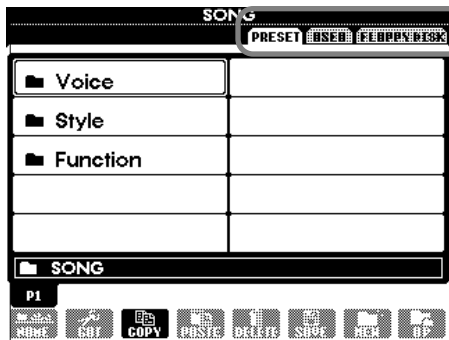 SONG
PRESET USER FLOPPY DISK
Voice
Style
Function
SONG
P1
NAME CUT COPY PASTE DELETE SAVE NEW UP